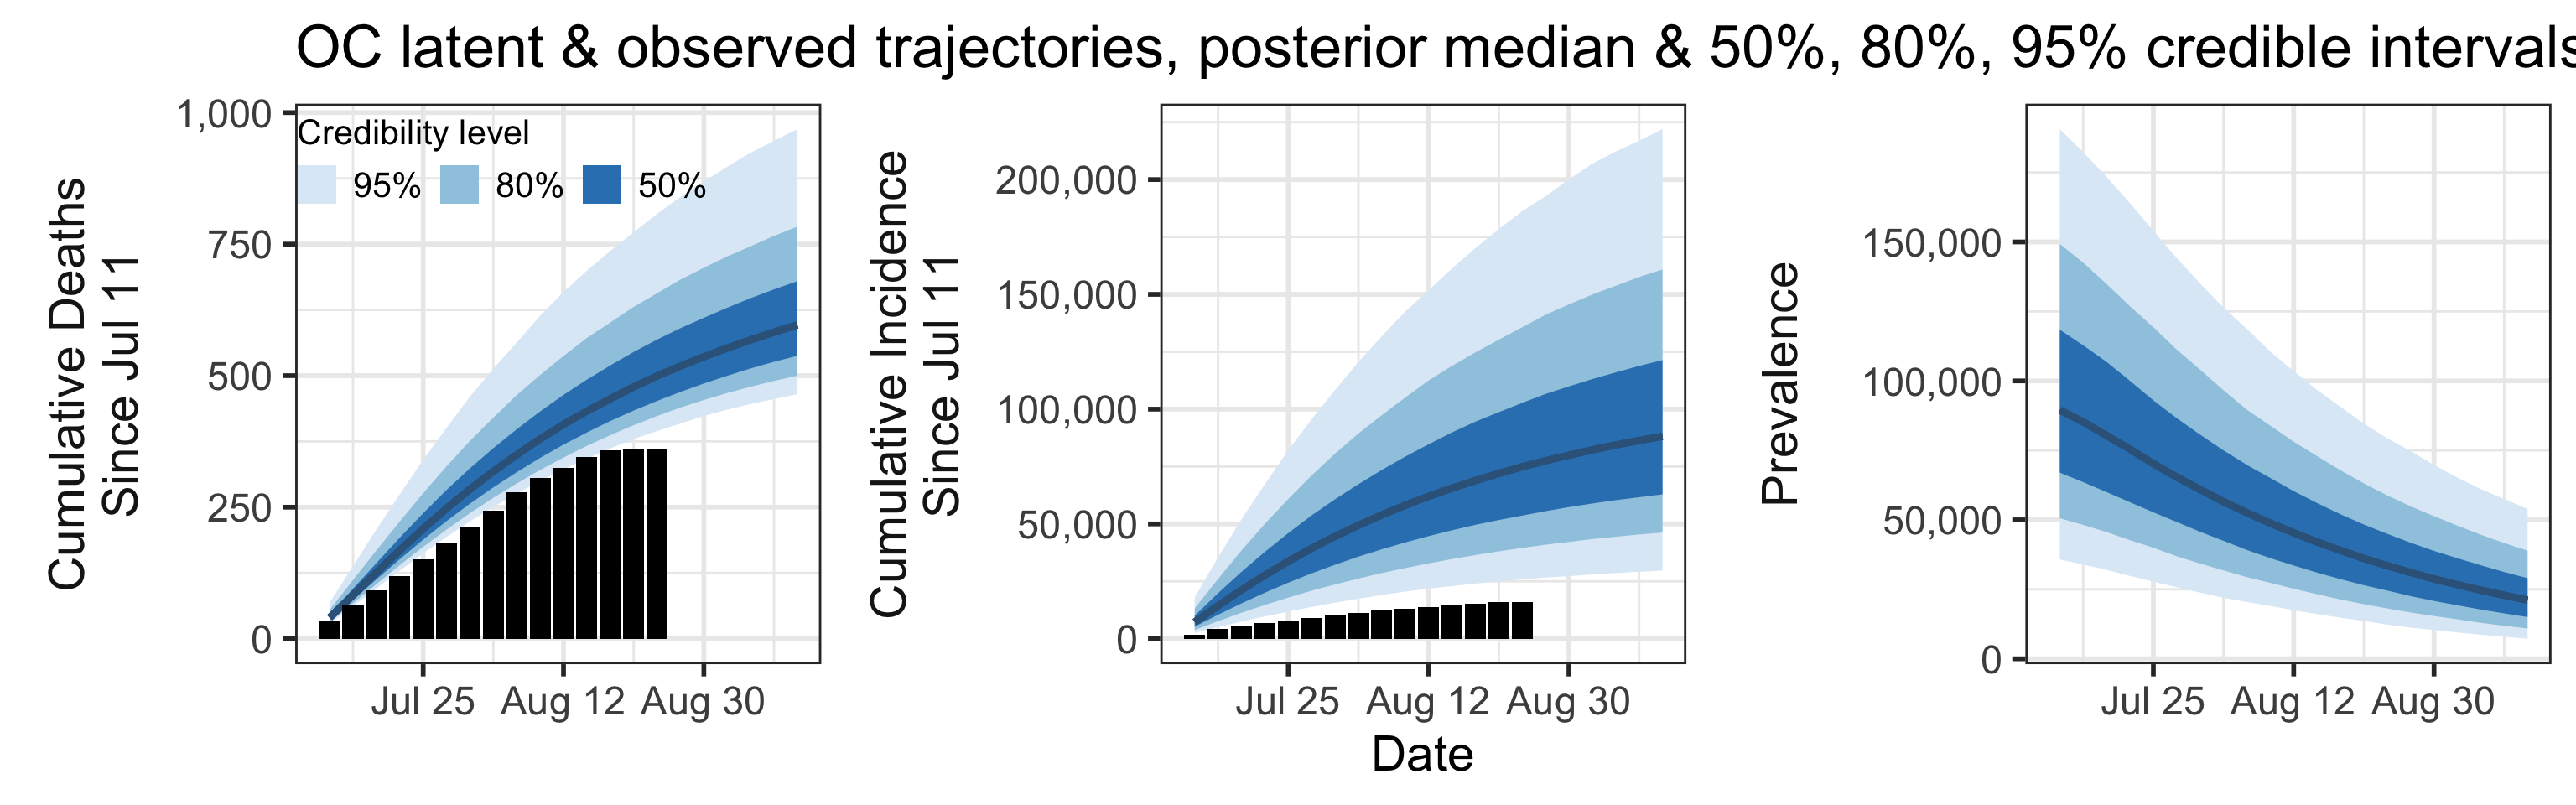 OC latent & observed trajectories, posterior median & 50%, 80%, 95% credible intervals
Cumulative Deaths
Since Jul 11
1,000
750
500
250
0
Credibility level
95% 80% 50%
Jul 25 Aug 12 Aug 30
Cumulative Incidence
Since Jul 11
200,000
150,000
100,000
50,000
0
Jul 25 Aug 12 Aug 30
Date
Prevalence
150,000
100,000
50,000
0
Jul 25 Aug 12 Aug 30